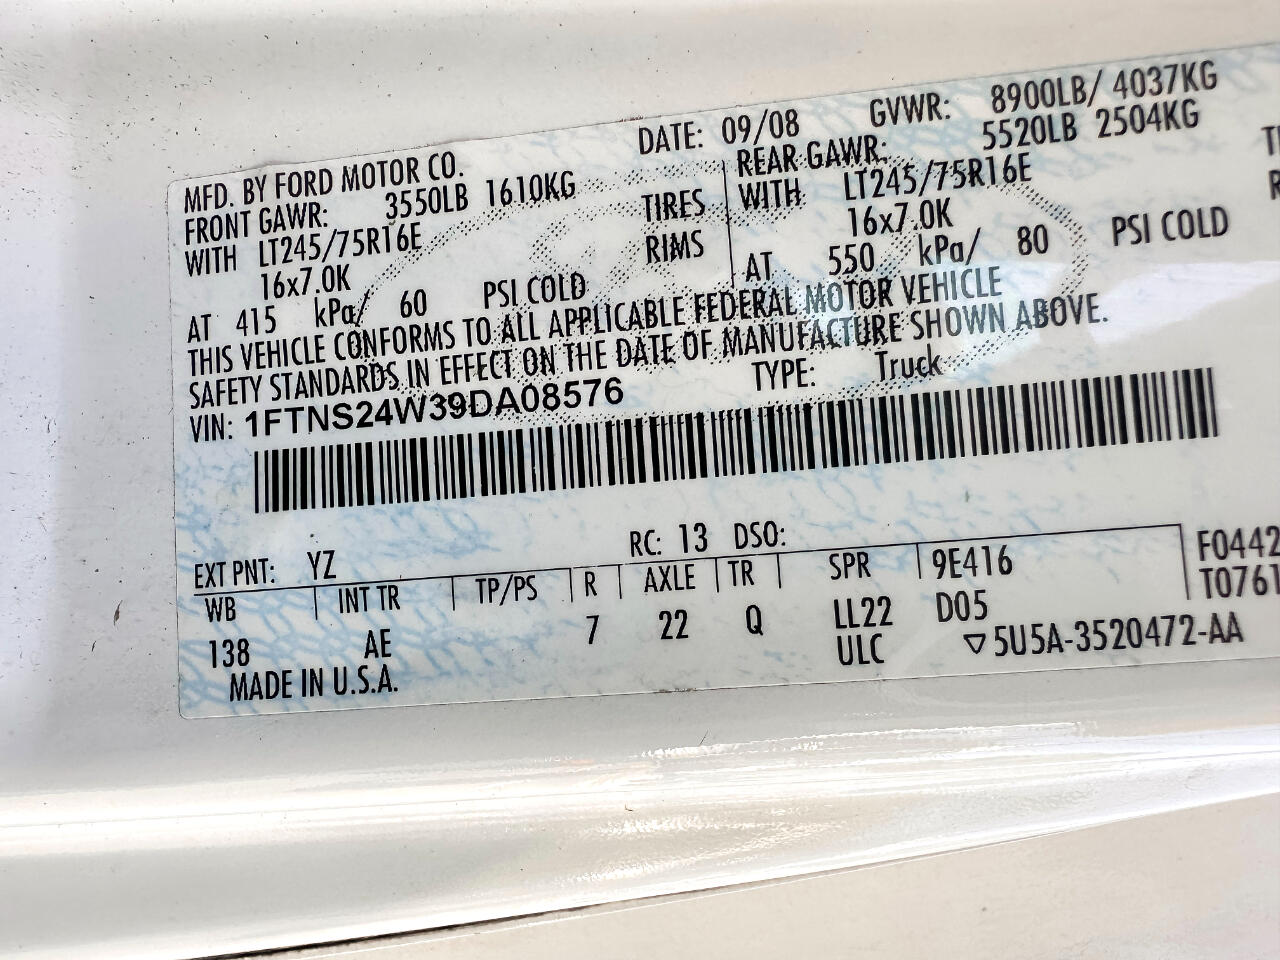 DATE: 09/08 GVWR: 8900LB/ 4037KG
MFD. BY FORD MOTOR CO.
FRONT GAWR: 3550LB 1610KG REAR GAWR: 5520LB 2504KG
WITH LT245/75R16E TIRES WITH LT245/75R16E
16x7.0K RIMS 16x7.0K
AT 415 kPa/ 60 PSI COLD AT 550 kPa/ 80 PSI COLD
THIS VEHICLE CONFORMS TO ALL APPLICABLE FEDERAL MOTOR VEHICLE
SAFETY STANDARDS IN EFFECT ON THE DATE OF MANUFACTURE SHOWN ABOVE.
VIN: 1FTNS24W39DA08576 TYPE: Truck
EXT PNT: YZ RC: 13 DSO:
WB INT TR TP/PS R AXLE TR SPR 9E416 F0442
138 AE 7 22 Q LL22 D05 T0761
ULC ▽5U5A-3520472-AA
MADE IN U.S.A.